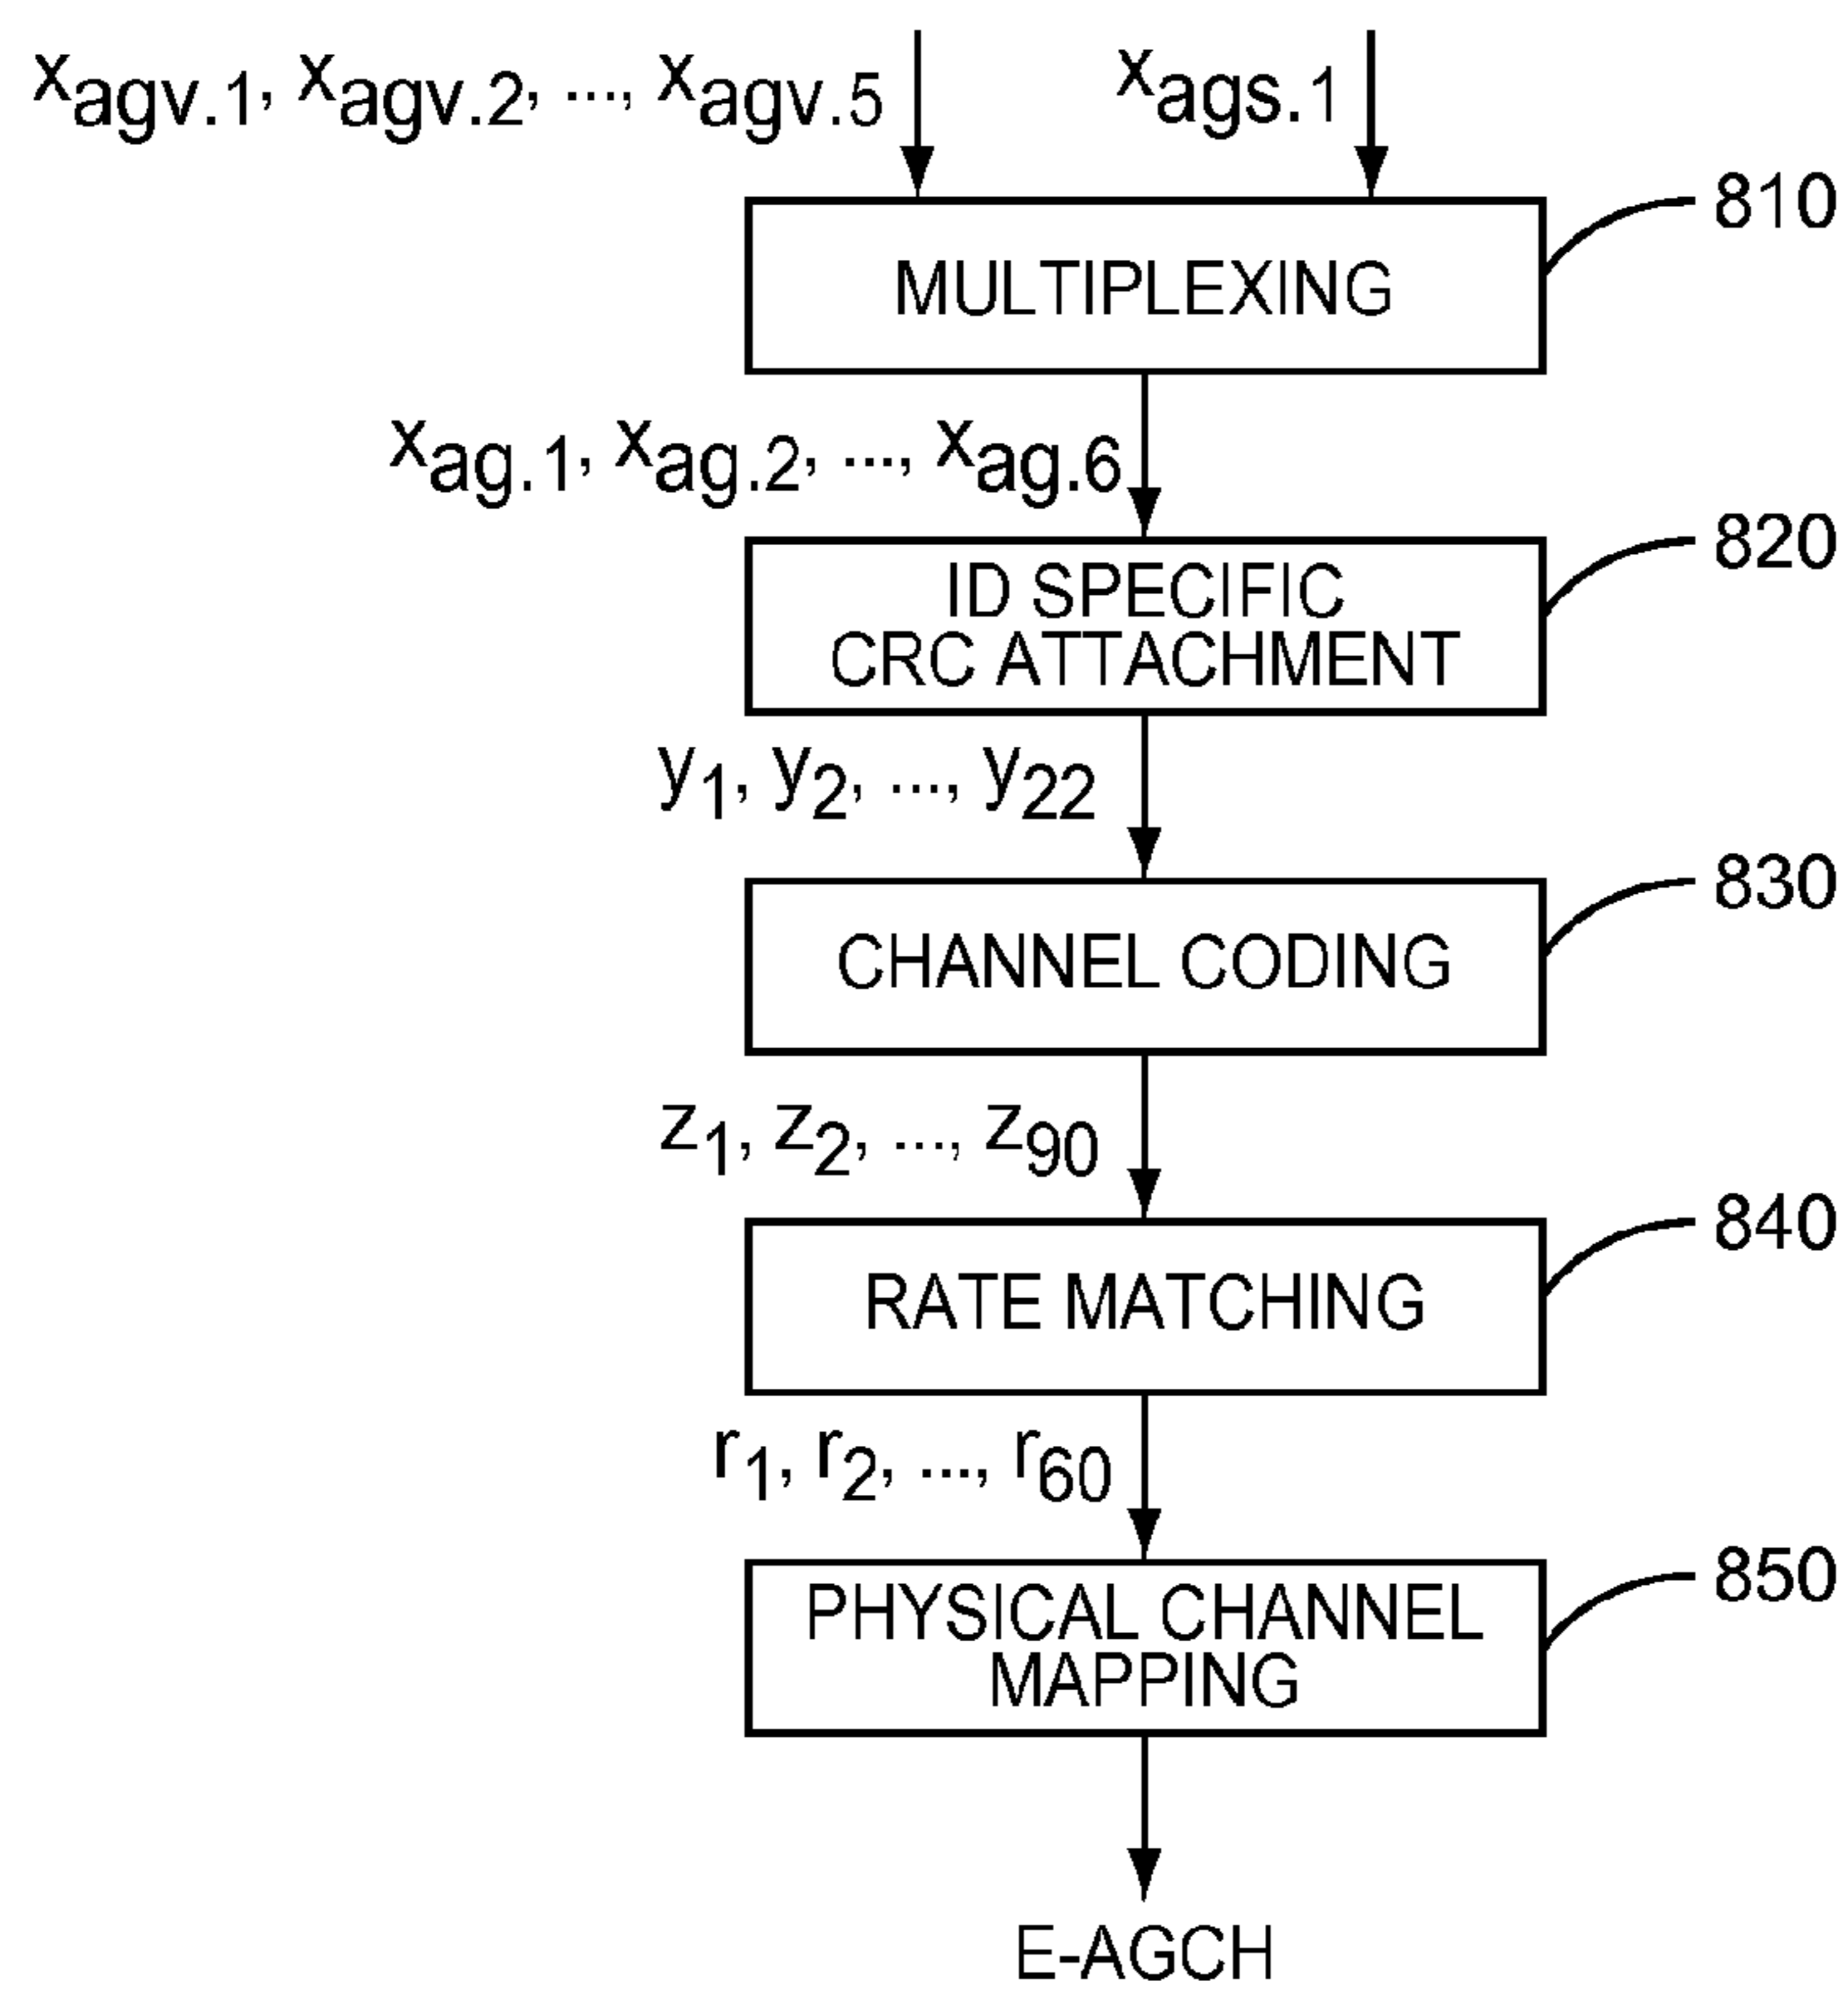 xagv.1, xagv.2, ..., xagv.5
xags.1
810
MULTIPLEXING
xag.1, xag.2, ..., xag.6
820
ID SPECIFIC
CRC ATTACHMENT
y1, y2, ..., y22
830
CHANNEL CODING
z1, z2, ..., z90
840
RATE MATCHING
r1, r2, ..., r60
850
PHYSICAL CHANNEL
MAPPING
E-AGCH